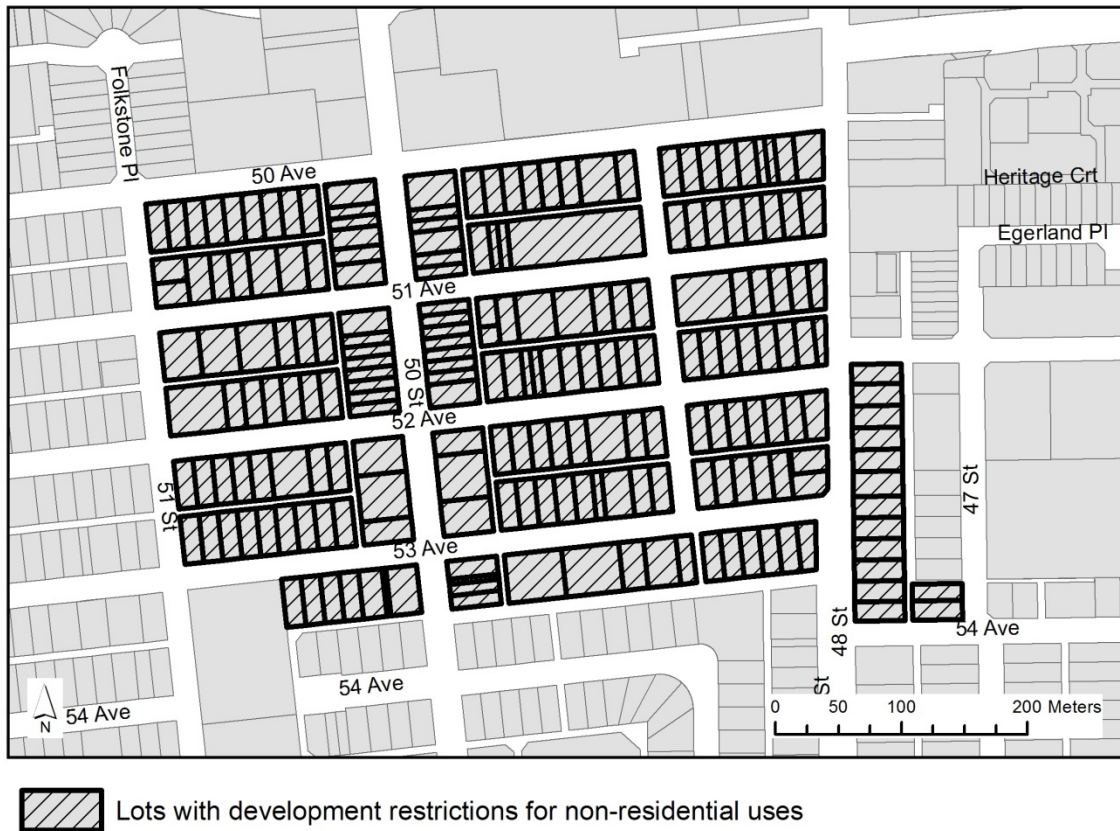 Folkstone Pl
50 Ave
Heritage Crt
Egerland Pl
51 Ave
50 St
52 Ave
51 St
47 St
53 Ave
48 St
54 Ave
54 Ave
St
54 Ave
N
0 50 100 200 Meters
Lots with development restrictions for non-residential uses